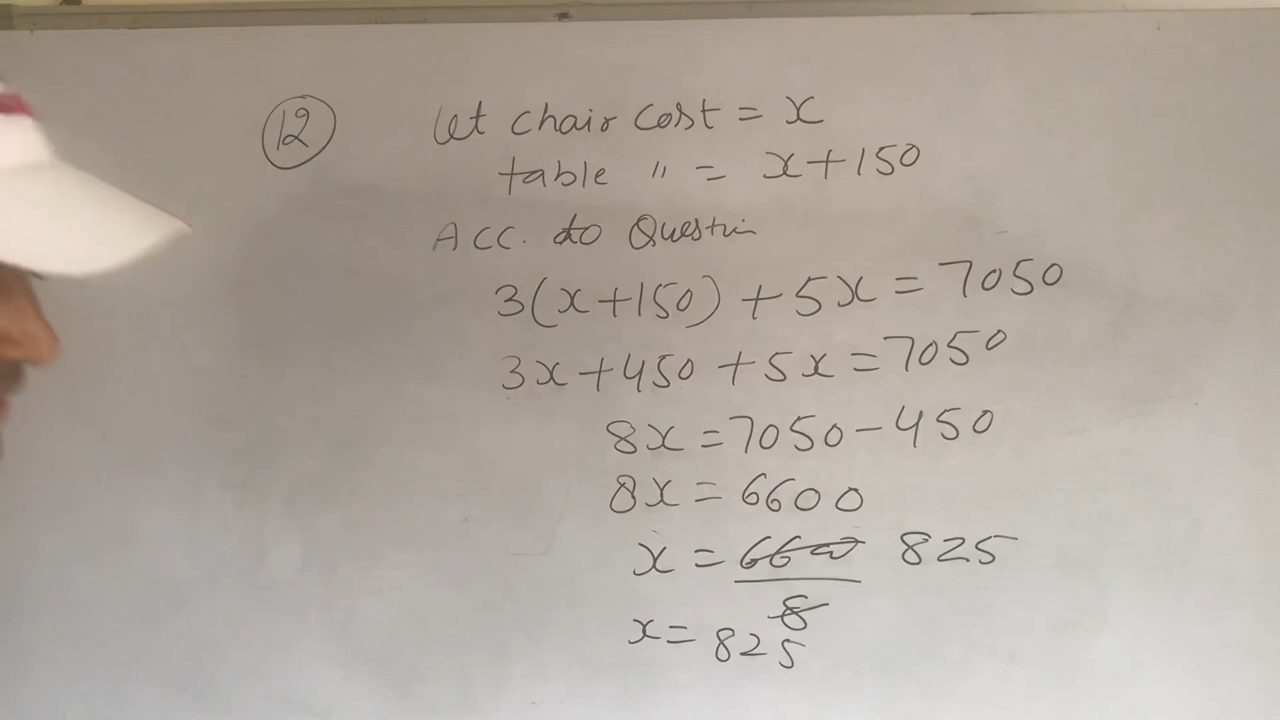 12 Let chair cost = x
table " = x+150
Acc. to Questin
3(x+150) + 5x = 7050
3x+450 + 5x = 7050
8x = 7050-450
8x = 6600
x = 6600 825
8
x = 825